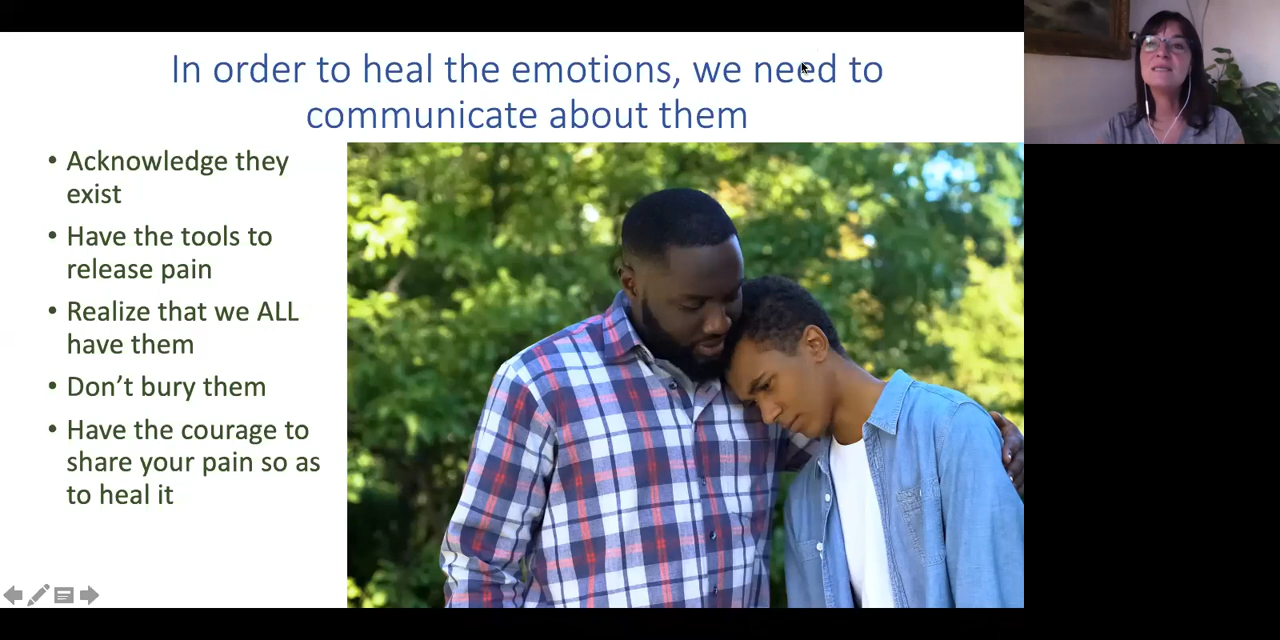 In order to heal the emotions, we need to
communicate about them
• Acknowledge they
exist
• Have the tools to
release pain
• Realize that we ALL
have them
• Don’t bury them
• Have the courage to
share your pain so as
to heal it